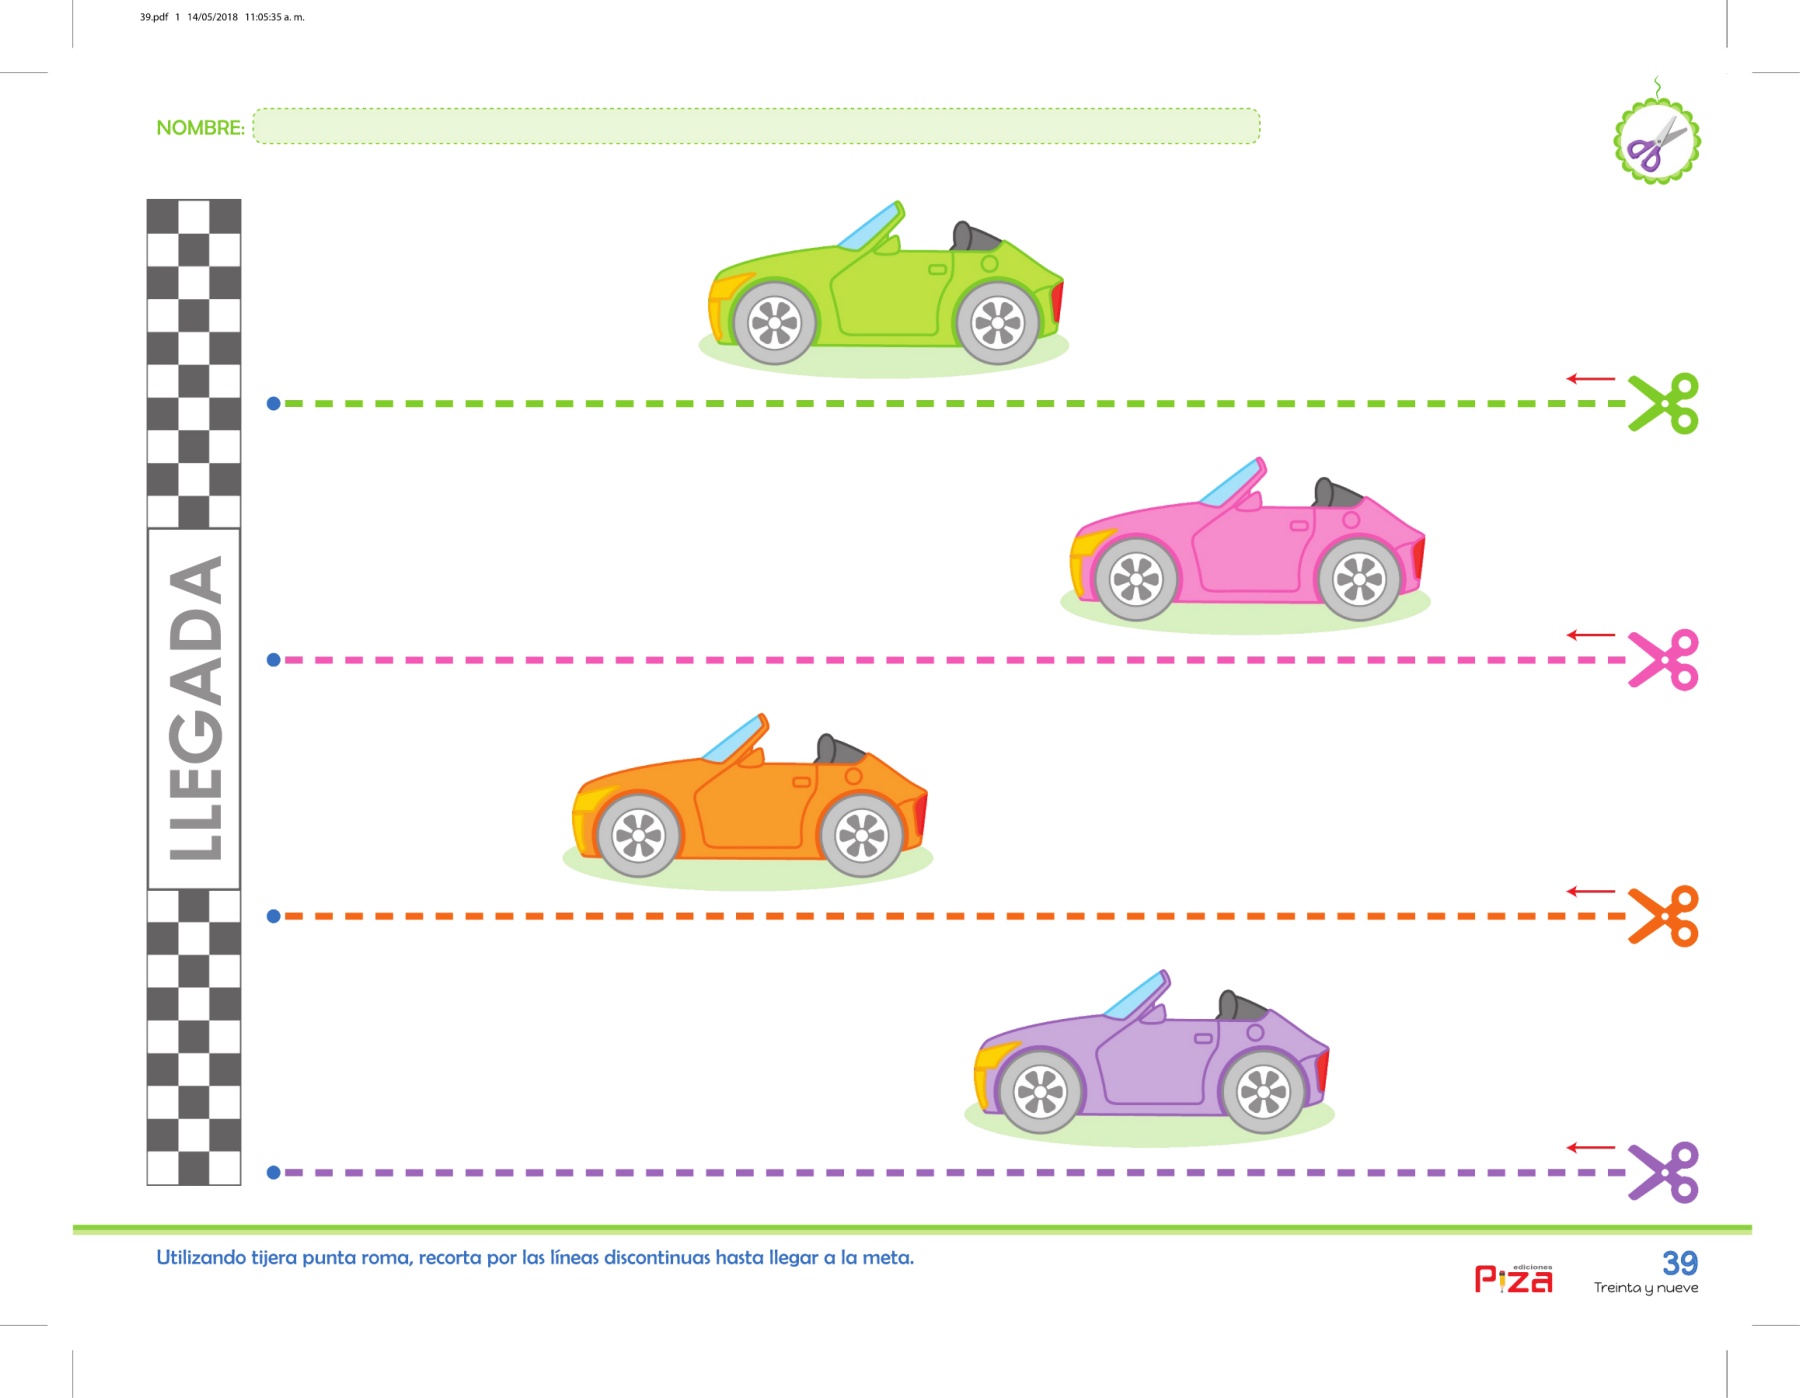 39.pdf 1 14/05/2018 11:05:35 a. m.
NOMBRE:
LLEGADA
Utilizando tijera punta roma, recorta por las líneas discontinuas hasta llegar a la meta.
ediciones
Piza
39
Treinta y nueve